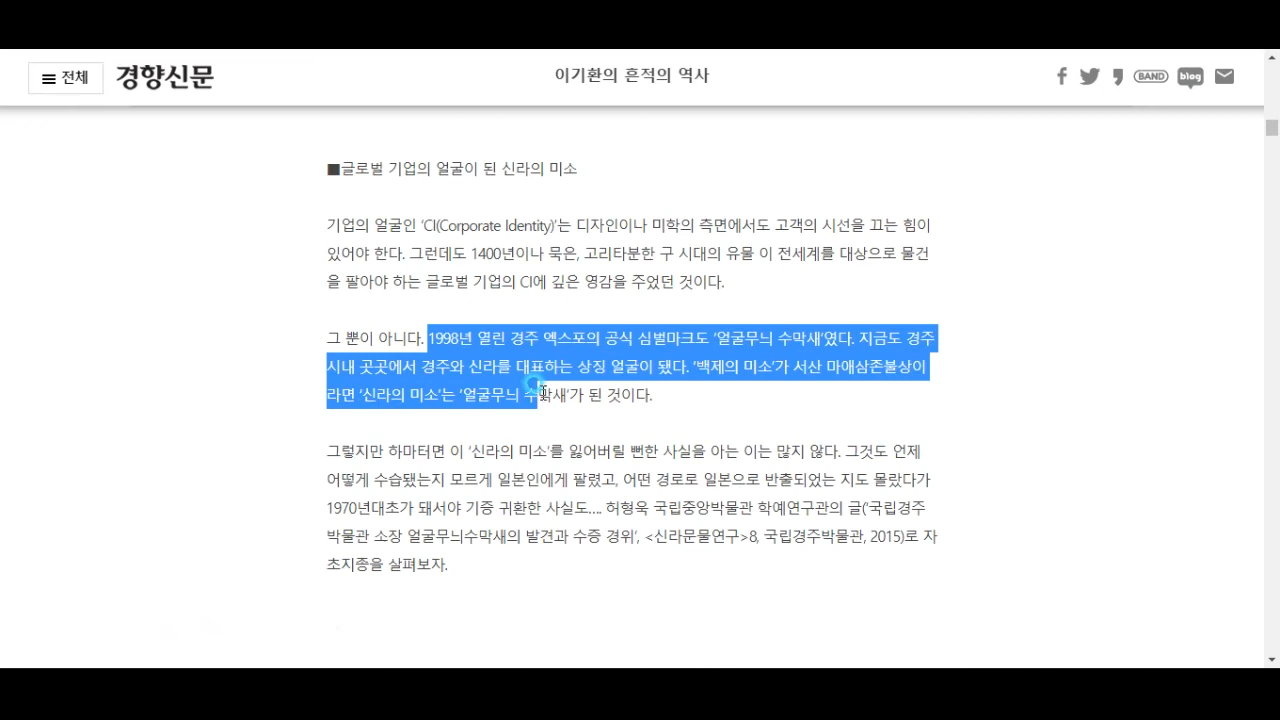 전체
경향신문
이기환의 흔적의 역사
BAND
blog
■글로벌 기업의 얼굴이 된 신라의 미소
기업의 얼굴인 ‘CI(Corporate Identity)’는 디자인이나 미학의 측면에서도 고객의 시선을 끄는 힘이
있어야 한다. 그런데도 1400년이나 묵은, 고리타분한 구 시대의 유물 이 전세계를 대상으로 물건
을 팔아야 하는 글로벌 기업의 CI에 깊은 영감을 주었던 것이다.
그 뿐이 아니다. 1998년 열린 경주 엑스포의 공식 심벌마크도 ‘얼굴무늬 수막새’였다. 지금도 경주
시내 곳곳에서 경주와 신라를 대표하는 상징 얼굴이 됐다. ‘백제의 미소’가 서산 마애삼존불상이
라면 ‘신라의 미소’는 ‘얼굴무늬 수막새’가 된 것이다.
그렇지만 하마터면 이 ‘신라의 미소’를 잃어버릴 뻔한 사실을 아는 이는 많지 않다. 그것도 언제
어떻게 수습됐는지 모르게 일본인에게 팔렸고, 어떤 경로로 일본으로 반출되었는 지도 몰랐다가
1970년대초가 돼서야 기증 귀환한 사실도.... 허형욱 국립중앙박물관 학예연구관의 글(‘국립경주
박물관 소장 얼굴무늬수막새의 발견과 수증 경위’, <신라문물연구>8, 국립경주박물관, 2015)로 자
초지종을 살펴보자.